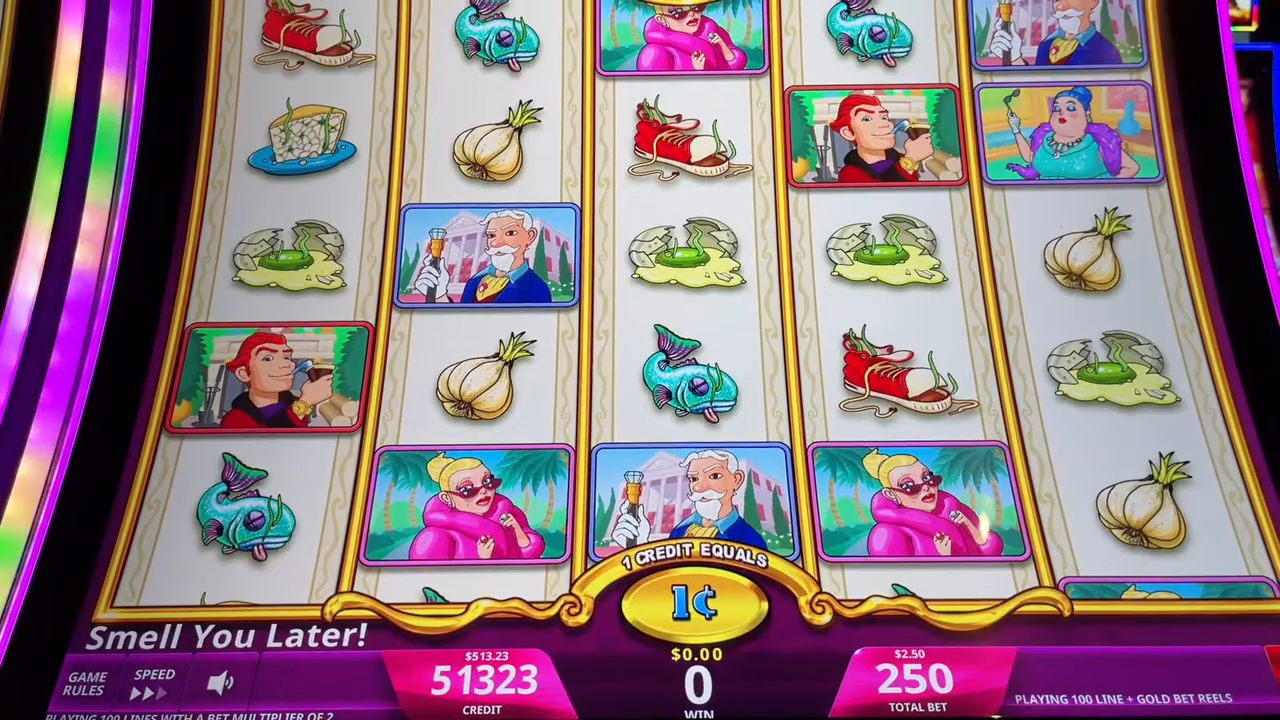 1 CREDIT EQUALS
1¢
Smell You Later!
GAME RULES
SPEED
$513.23
51323
CREDIT
$0.00
0
WIN
$2.50
250
TOTAL BET
PLAYING 100 LINE + GOLD BET REELS
PLAYING 100 LINES WITH A BET MULTIPLIER OF 2